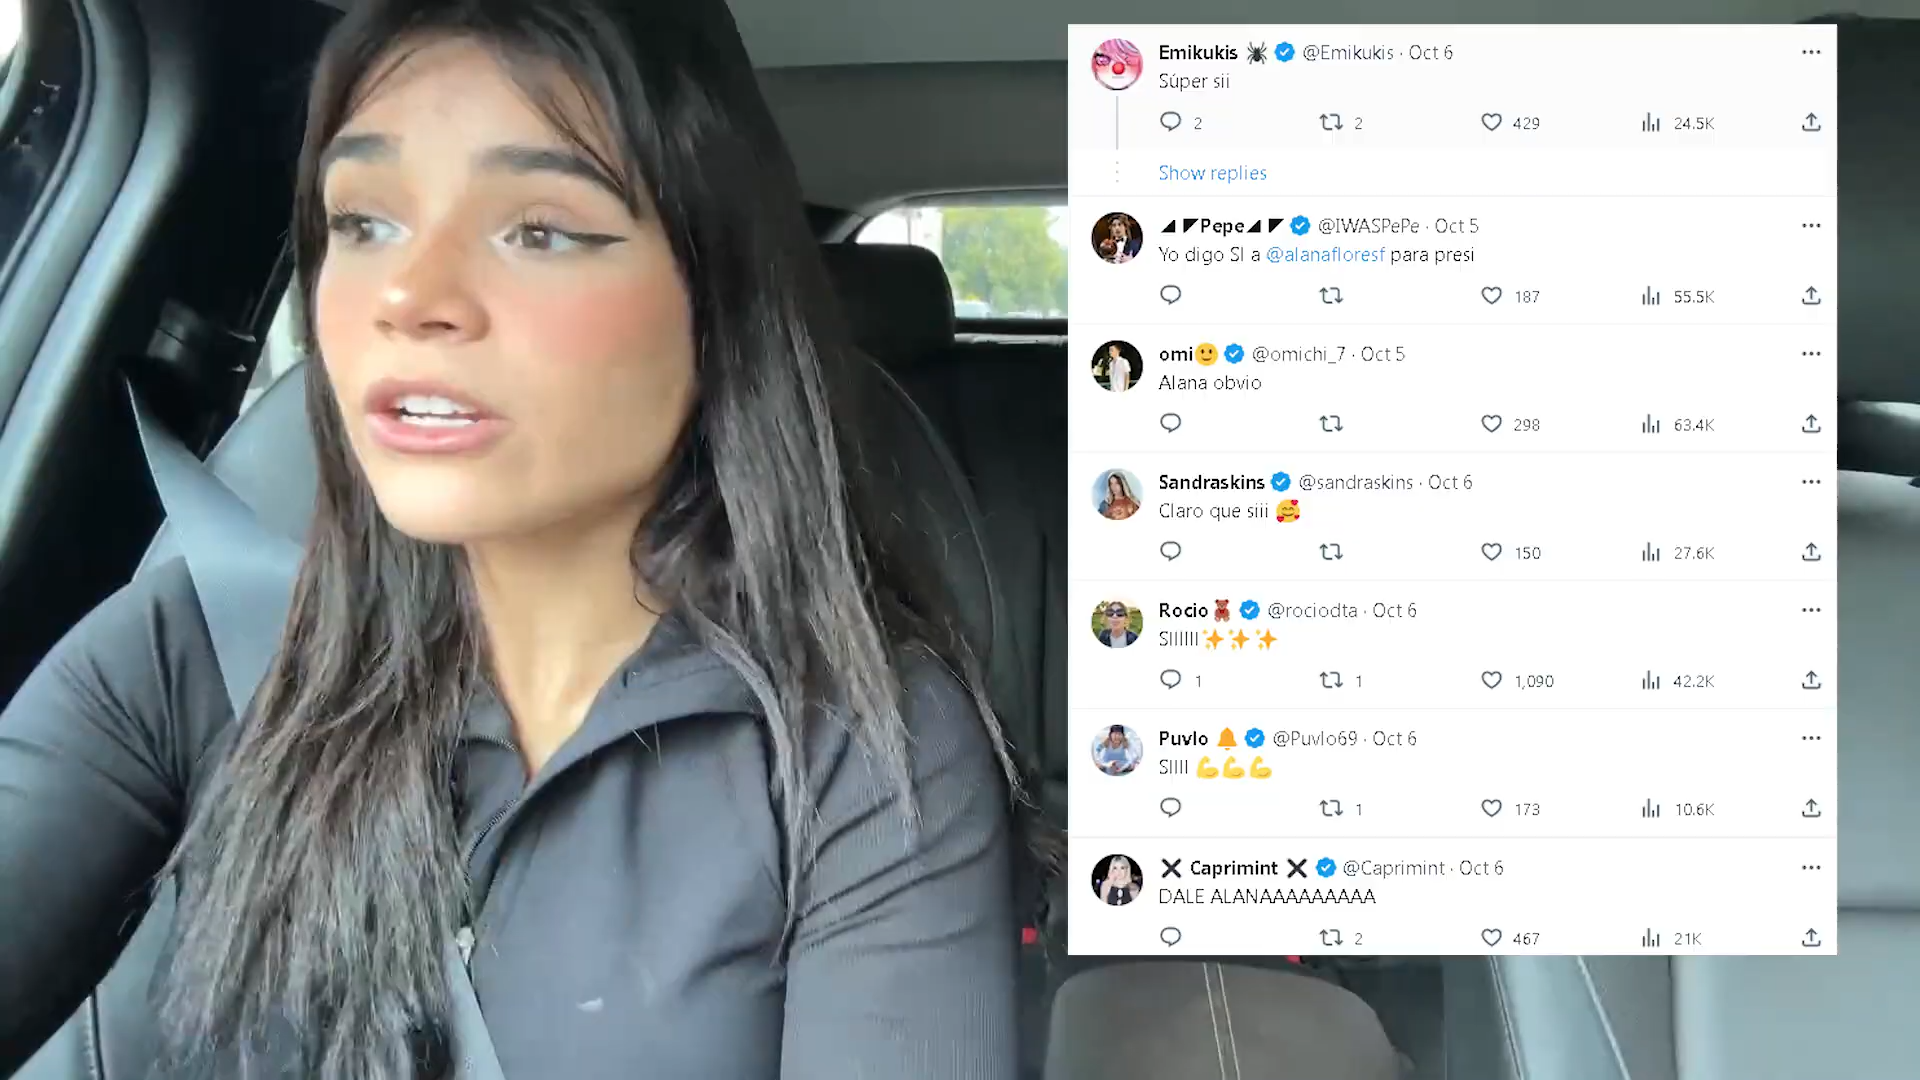 Emikukis 🕷 @Emikukis · Oct 6
Súper sii
2 2 429 24.5K
Show replies
◢ ◤Pepe◢ ◤ @IWASPePe · Oct 5
Yo digo SI a @alanafloresf para presi
187 55.5K
omi🙂 @omichi_7 · Oct 5
Alana obvio
298 63.4K
Sandraskins @sandraskins · Oct 6
Claro que siii 🥰
150 27.6K
Rocio🧸 @rociodta · Oct 6
SIIIIII✨✨✨
1 1 1,090 42.2K
Puvlo 🔔 @Puvlo69 · Oct 6
SIIII 💪💪💪
1 173 10.6K
❌ Caprimint ❌ @Caprimint · Oct 6
DALE ALANAAAAAAAAA
2 467 21K